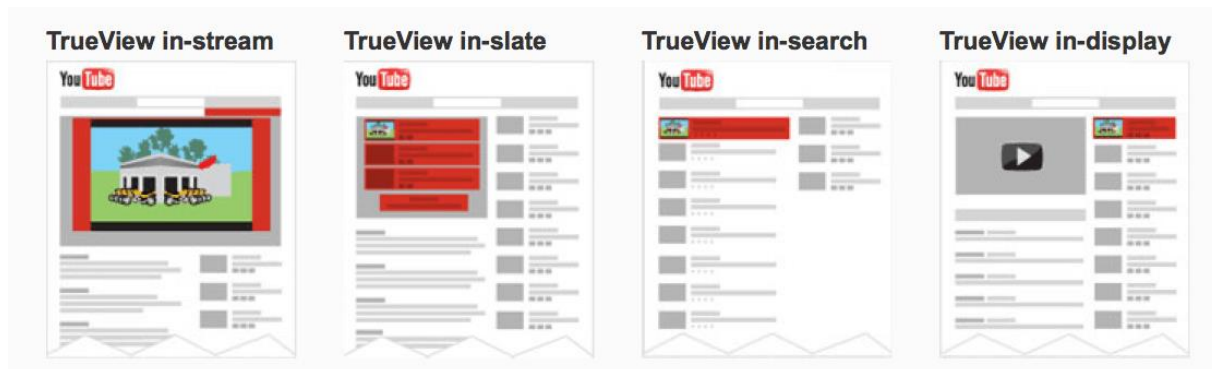 TrueView in-stream
TrueView in-slate
TrueView in-search
TrueView in-display
YouTube
YouTube
YouTube
YouTube